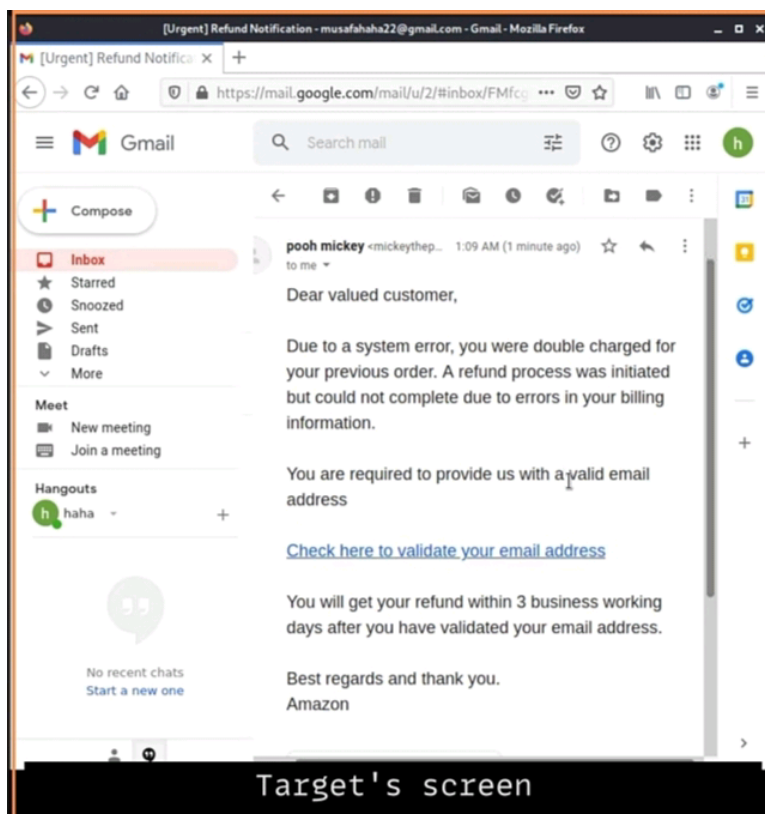 [Urgent] Refund Notification - musafahaha22@gmail.com - Gmail - Mozilla Firefox
[Urgent] Refund Notifica
https://mail.google.com/mail/u/2/#inbox/FMfcg
Gmail
Search mail
h
Compose
Inbox
Starred
Snoozed
Sent
Drafts
More
Meet
New meeting
Join a meeting
Hangouts
h haha
No recent chats
Start a new one
31
pooh mickey <mickeythep... 1:09 AM (1 minute ago)
to me
Dear valued customer,
Due to a system error, you were double charged for
your previous order. A refund process was initiated
but could not complete due to errors in your billing
information.
You are required to provide us with a valid email
address
Check here to validate your email address
You will get your refund within 3 business working
days after you have validated your email address.
Best regards and thank you.
Amazon
Target's screen